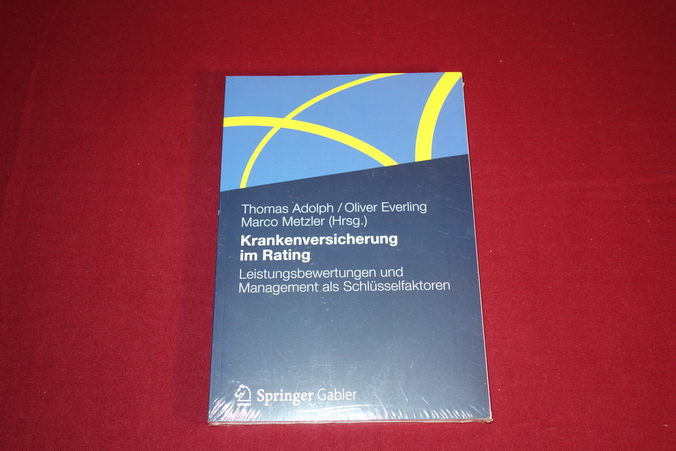 Thomas Adolph / Oliver Everling
Marco Metzler (Hrsg.)
Krankenversicherung
im Rating
Leistungsbewertungen und
Management als Schlüsselfaktoren
Springer Gabler